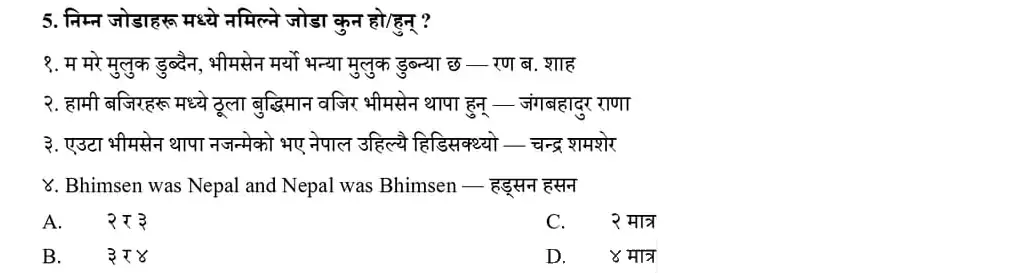 5. निम्न जोडाहरू मध्ये नमिल्ने जोडा कुन हो/हुन् ?
१. म मरे मुलुक डुब्दैन, भीमसेन मर्यो भन्या मुलुक डुब्न्या छ — रण ब. शाह
२. हामी बजिरहरू मध्ये ठूला बुद्धिमान वजिर भीमसेन थापा हुन् — जंगबहादुर राणा
३. एउटा भीमसेन थापा नजन्मेको भए नेपाल उहिल्यै हिडिसक्थ्यो — चन्द्र शमशेर
४. Bhimsen was Nepal and Nepal was Bhimsen — हड्सन हसन
A. २ र ३ C. २ मात्र
B. ३ र ४ D. ४ मात्र